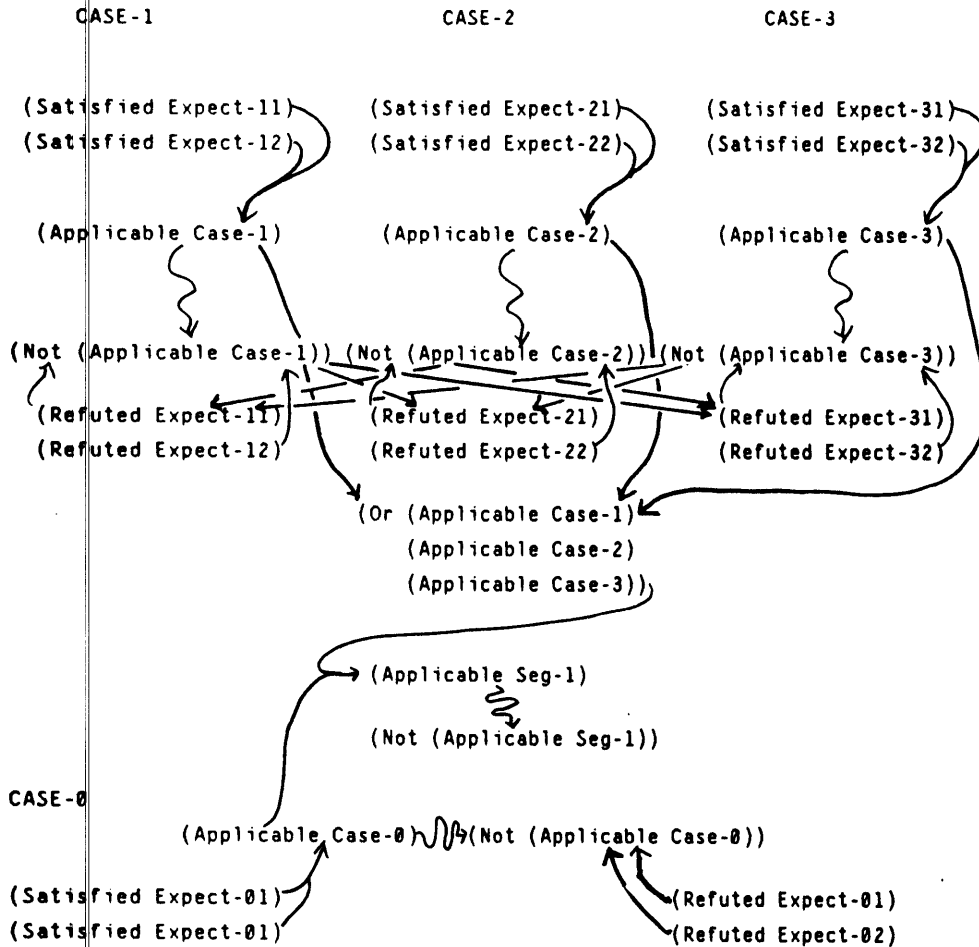 CASE-1 CASE-2 CASE-3
(Satisfied Expect-11) (Satisfied Expect-21) (Satisfied Expect-31)
(Satisfied Expect-12) (Satisfied Expect-22) (Satisfied Expect-32)
(Applicable Case-1) (Applicable Case-2) (Applicable Case-3)
(Not (Applicable Case-1)) (Not (Applicable Case-2)) (Not (Applicable Case-3))
(Refuted Expect-11) (Refuted Expect-21) (Refuted Expect-31)
(Refuted Expect-12) (Refuted Expect-22) (Refuted Expect-32)
(Or (Applicable Case-1)
(Applicable Case-2)
(Applicable Case-3))
(Applicable Seg-1)
(Not (Applicable Seg-1))
CASE-0
(Applicable Case-0) (Not (Applicable Case-0))
(Satisfied Expect-01) (Refuted Expect-01)
(Satisfied Expect-01) (Refuted Expect-02)